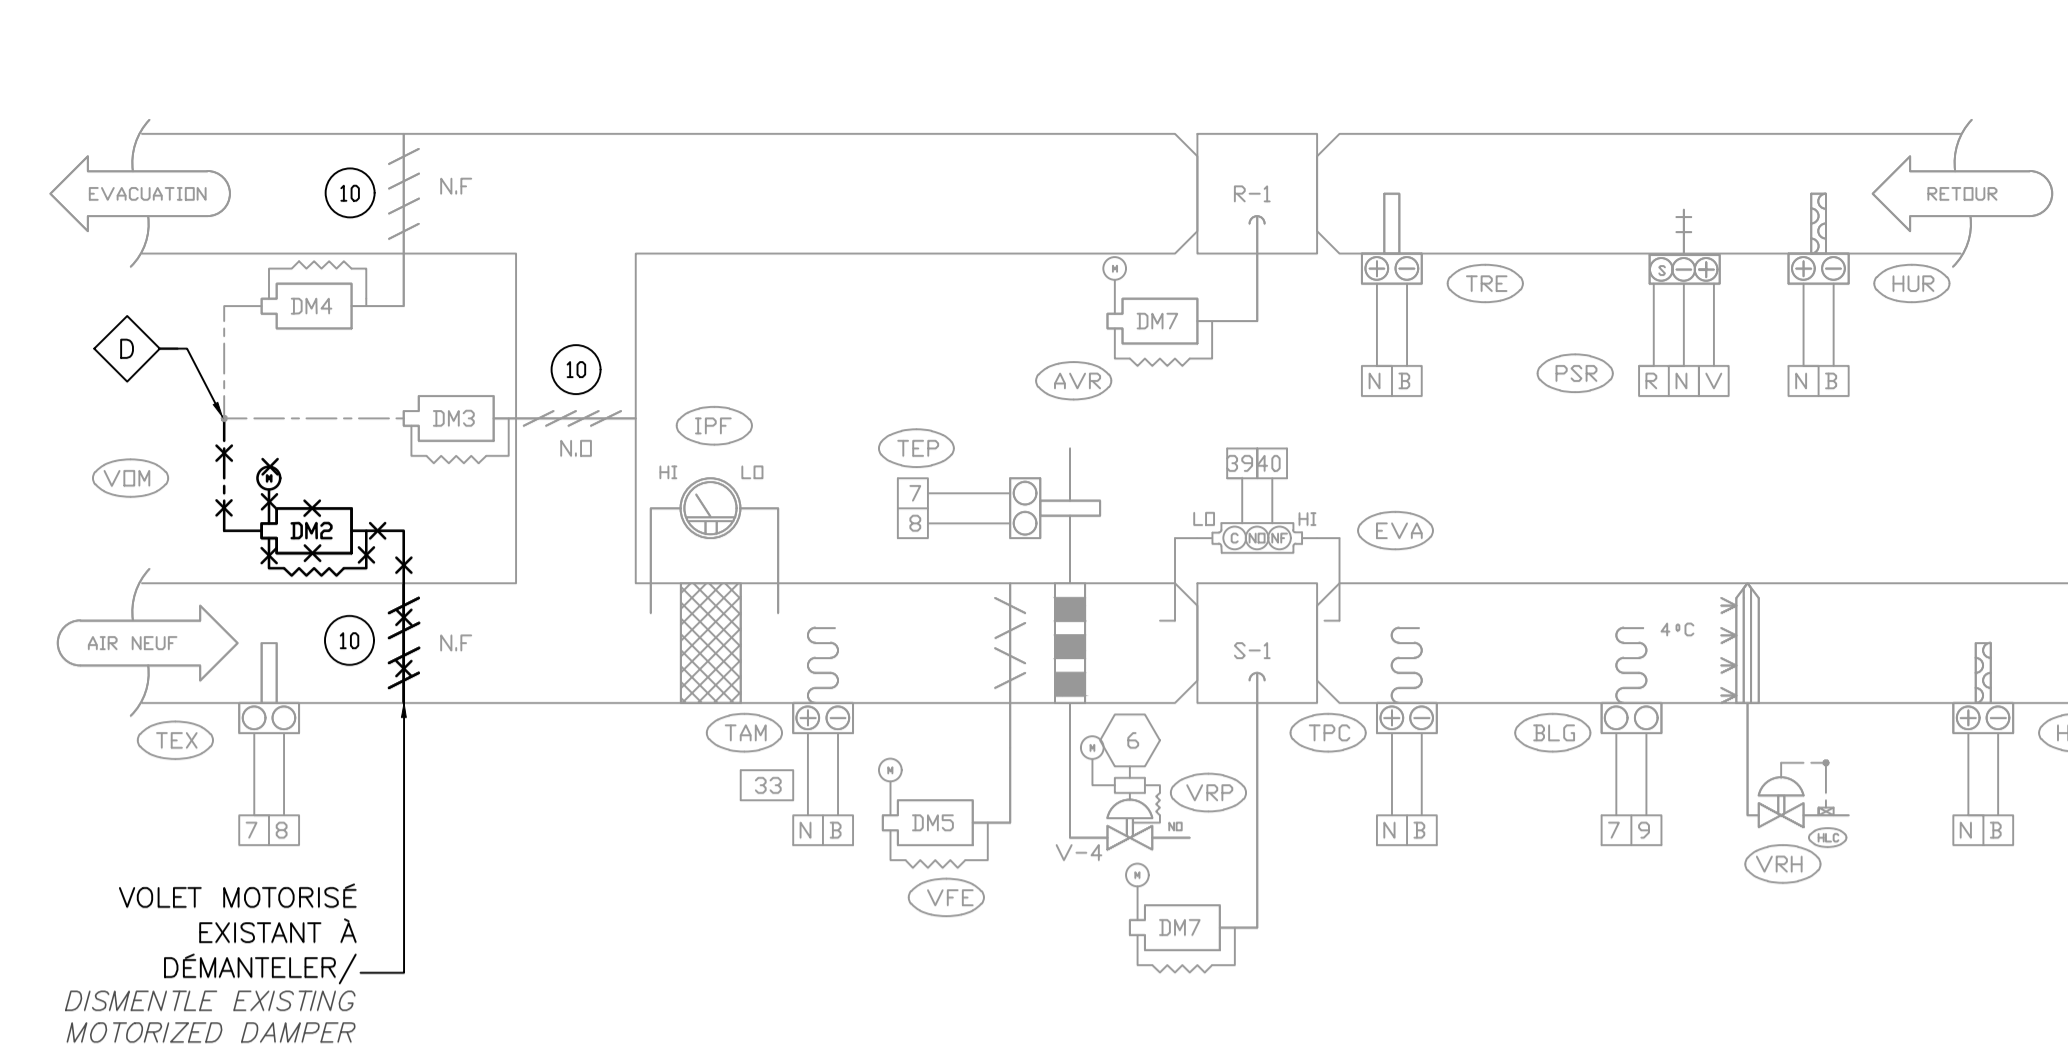 EVACUATION
10
N.F
R-1
RETOUR
DM4
M
DM7
AVR
+ -
TRE
N B
S - +
PSR
R N V
+ -
HUR
N B
D
10
DM3
N.O
IPF
HI LO
TEP
7
8
39 40
LO HI
C NO NF
EVA
VOM
M
DM2
AIR NEUF
10
N.F
S-1
4°C
TEX
7 8
TAM
+ -
33
N B
M
DM5
VFE
M
6
VRP
NO
V-4
M
DM7
TPC
+ -
N B
BLG
7 9
HLC
VRH
+ -
N B
VOLET MOTORISÉ
EXISTANT À
DÉMANTELER/
DISMENTLE EXISTING
MOTORIZED DAMPER